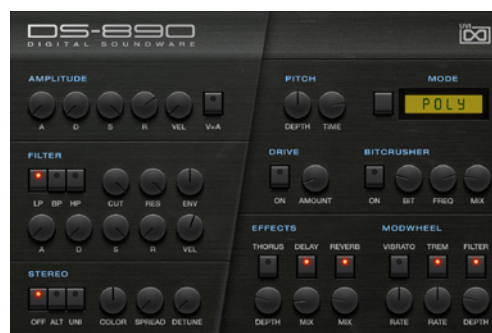 DS-890
DIGITAL SOUNDWARE
UVI
AMPLITUDE
A D S R VEL V>A
FILTER
LP BP HP CUT RES ENV
A D S R VEL
STEREO
OFF ALT UNI COLOR SPREAD DETUNE
PITCH
DEPTH TIME
MODE
POLY
DRIVE
ON AMOUNT
BITCRUSHER
ON BIT FREQ MIX
EFFECTS
THORUS DELAY REVERB
DEPTH MIX MIX
MODWHEEL
VIBRATO TREM FILTER
RATE RATE DEPTH